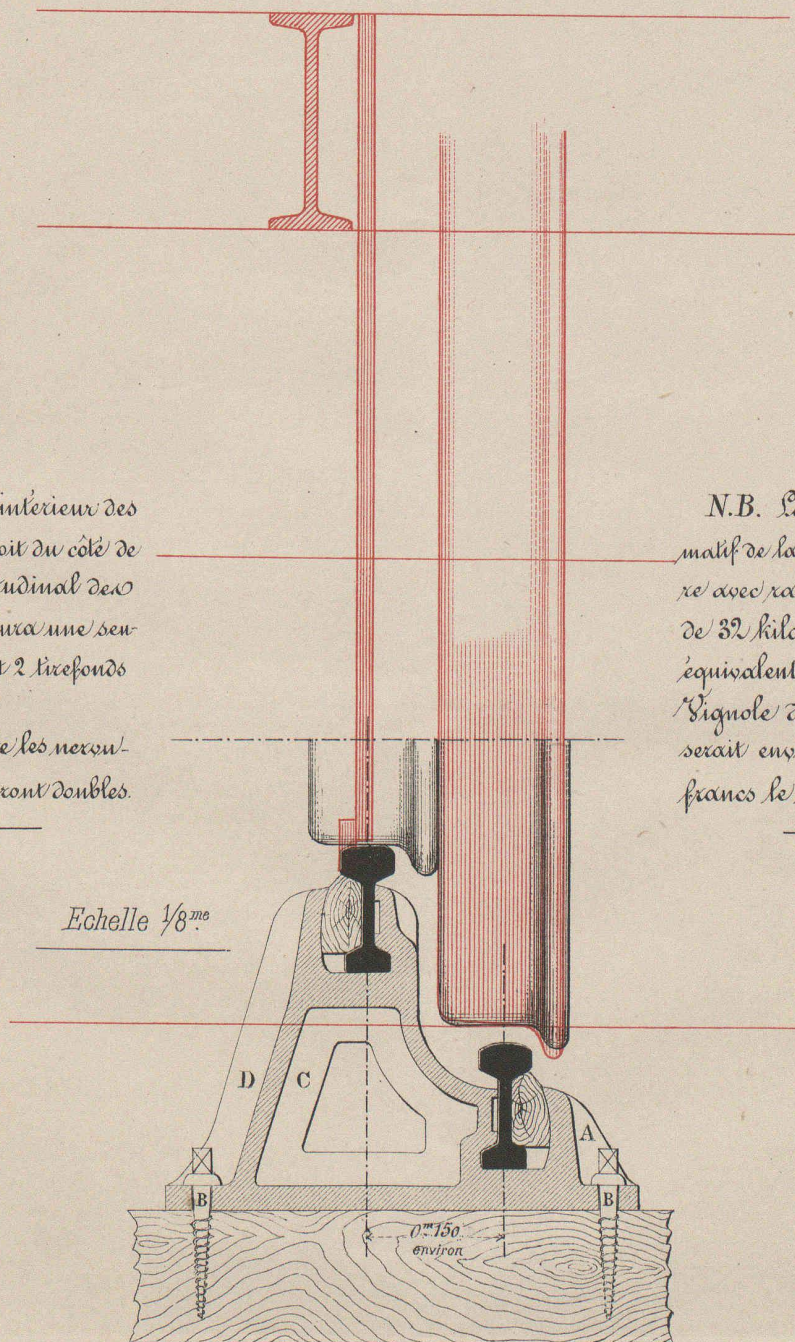 intérieur des
oit du côté de
udinal des
ura une seu-
t 2 tirefonds
e les nervu-
ront doubles.
N.B. L
matif de la
re avec ra
de 32 kilo
équivalent
Vignole d
serait env
francs le
Echelle 1/8me.
D
C
A
B
B
0m150
environ